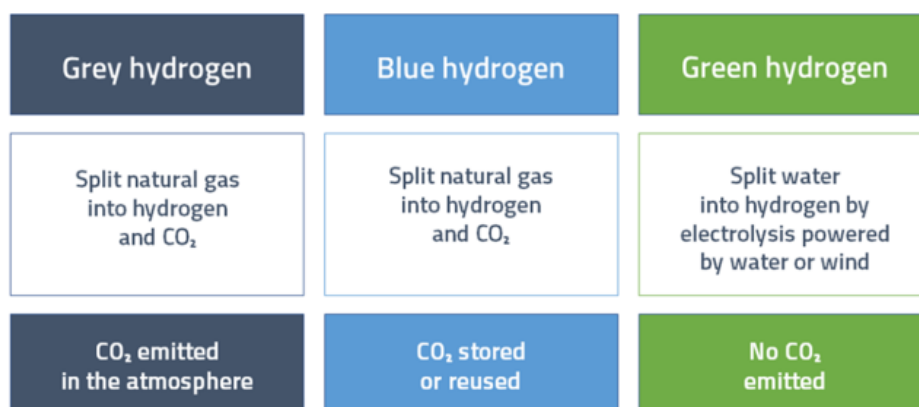 Grey hydrogen
Blue hydrogen
Green hydrogen
Split natural gas
into hydrogen
and CO₂
Split natural gas
into hydrogen
and CO₂
Split water
into hydrogen by
electrolysis powered
by water or wind
CO₂ emitted
in the atmosphere
CO₂ stored
or reused
No CO₂
emitted